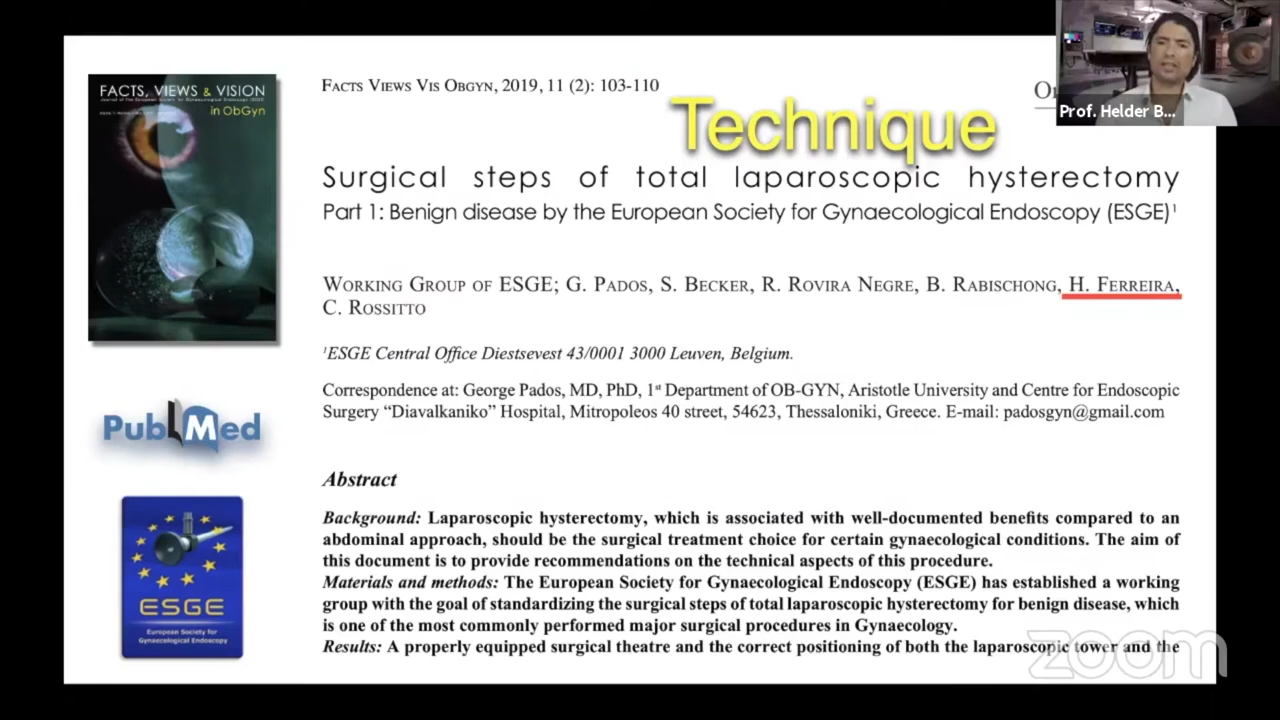 FACTS, VIEWS & VISION
in ObGyn
FACTS VIEWS VIS OBGYN, 2019, 11 (2): 103-110
Prof. Helder B...
Technique
Surgical steps of total laparoscopic hysterectomy
Part 1: Benign disease by the European Society for Gynaecological Endoscopy (ESGE)¹
WORKING GROUP OF ESGE; G. PADOS, S. BECKER, R. ROVIRA NEGRE, B. RABISCHONG, H. FERREIRA,
C. ROSSITTO
¹ESGE Central Office Diestsevest 43/0001 3000 Leuven, Belgium.
Correspondence at: George Pados, MD, PhD, 1st Department of OB-GYN, Aristotle University and Centre for Endoscopic
Surgery “Diavalkaniko” Hospital, Mitropoleos 40 street, 54623, Thessaloniki, Greece. E-mail: padosgyn@gmail.com
PubMed
Abstract
Background: Laparoscopic hysterectomy, which is associated with well-documented benefits compared to an
abdominal approach, should be the surgical treatment choice for certain gynaecological conditions. The aim of
this document is to provide recommendations on the technical aspects of this procedure.
Materials and methods: The European Society for Gynaecological Endoscopy (ESGE) has established a working
group with the goal of standardizing the surgical steps of total laparoscopic hysterectomy for benign disease, which
is one of the most commonly performed major surgical procedures in Gynaecology.
Results: A properly equipped surgical theatre and the correct positioning of both the laparoscopic tower and the
ESGE
European Society for
Gynaecological Endoscopy
zoom